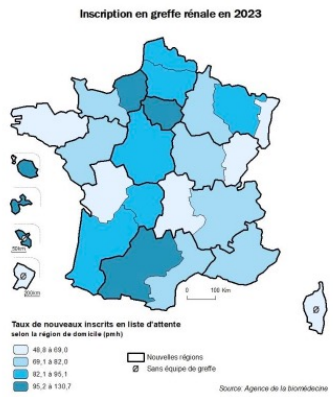 Inscription en greffe rénale en 2023
50km
Ø
200km
0 100 Km
Ø
Taux de nouveaux inscrits en liste d'attente
selon la région de domicile (pmh)
48,8 à 69,0
69,1 à 82,0
82,1 à 95,1
95,2 à 130,7
Nouvelles régions
Ø Sans équipe de greffe
Source: Agence de la biomédecine